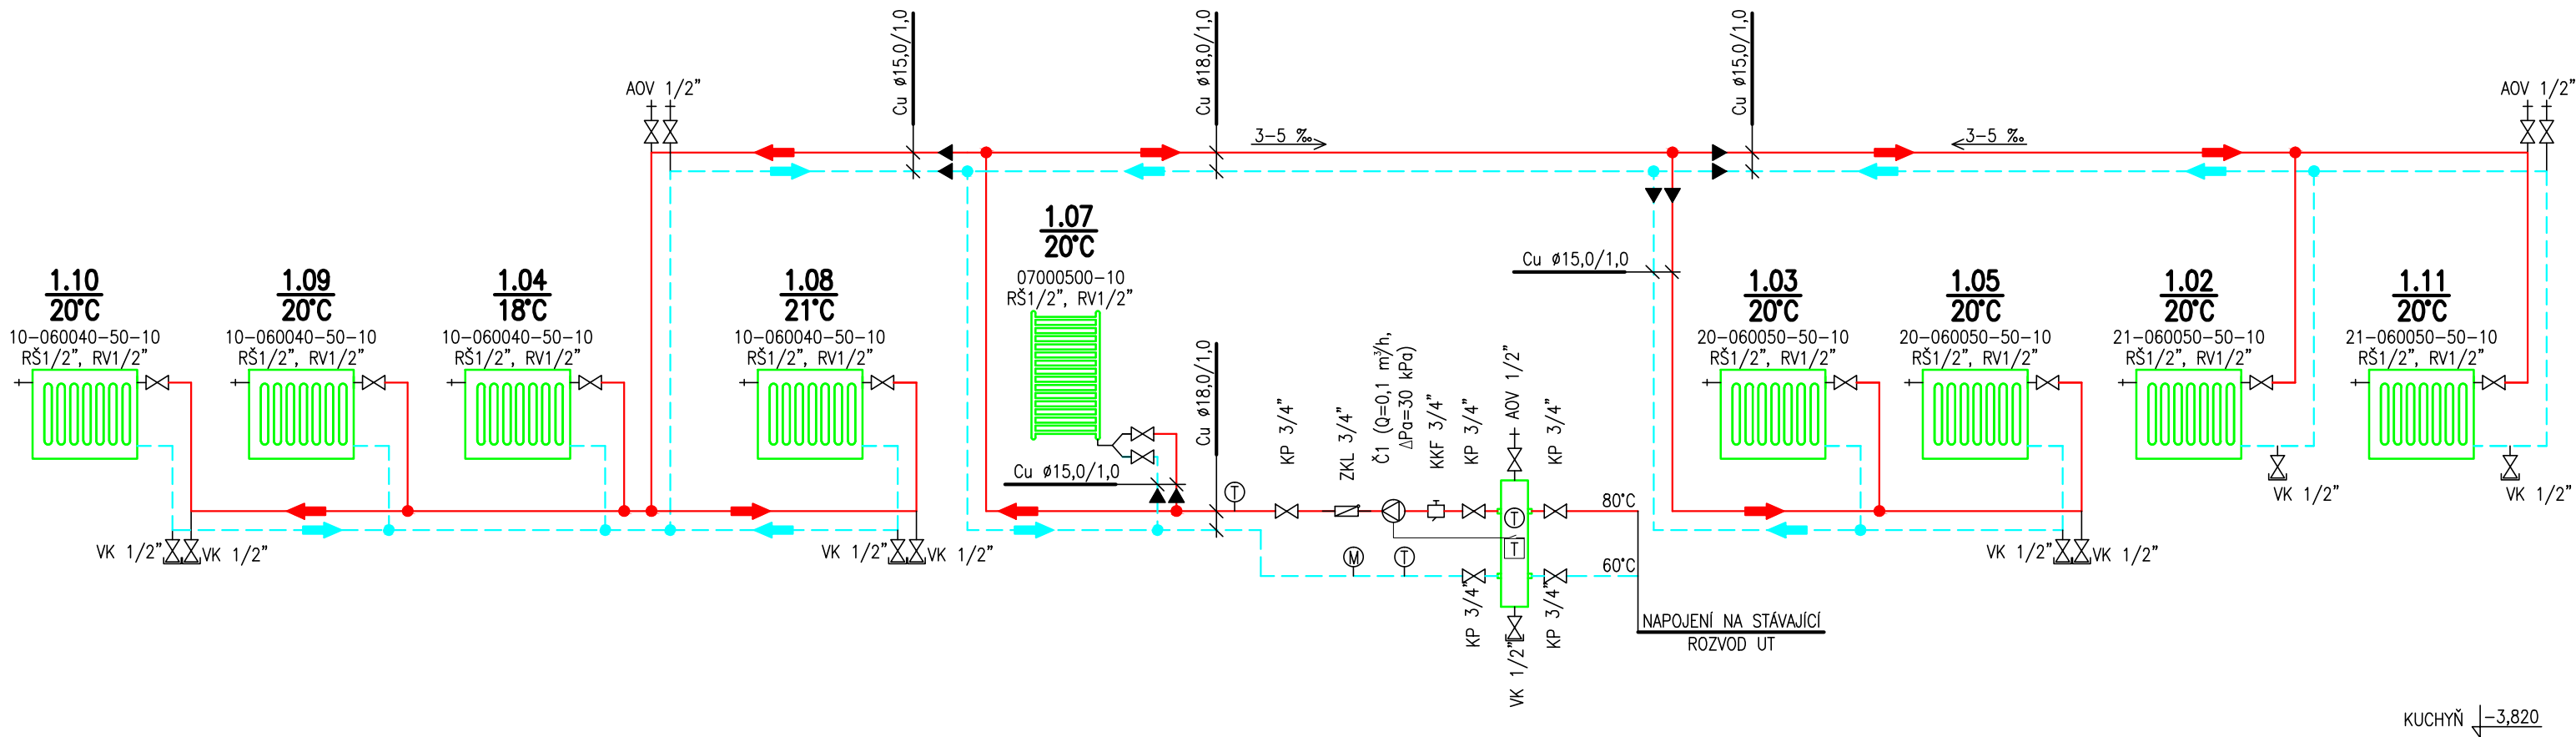 Cu ø15,0/1,0
Cu ø18,0/1,0
Cu ø15,0/1,0
AOV 1/2”
AOV 1/2”
3-5 ‰
3-5 ‰
1.07
20°C
07000500-10
RŠ1/2”, RV1/2”
Cu ø15,0/1,0
1.10
20°C
10-060040-50-10
RŠ1/2”, RV1/2”
1.09
20°C
10-060040-50-10
RŠ1/2”, RV1/2”
1.04
18°C
10-060040-50-10
RŠ1/2”, RV1/2”
1.08
21°C
10-060040-50-10
RŠ1/2”, RV1/2”
1.03
20°C
20-060050-50-10
RŠ1/2”, RV1/2”
1.05
20°C
20-060050-50-10
RŠ1/2”, RV1/2”
1.02
20°C
21-060050-50-10
RŠ1/2”, RV1/2”
1.11
20°C
21-060050-50-10
RŠ1/2”, RV1/2”
Cu ø15,0/1,0
Cu ø18,0/1,0
KP 3/4”
ZKL 3/4”
Č1 (Q=0,1 m³/h,
ΔPa=30 kPa)
KKF 3/4”
KP 3/4”
AOV 1/2”
KP 3/4”
T
T
T
M
T
80°C
60°C
KP 3/4”
VK 1/2”
KP 3/4”
NAPOJENÍ NA STÁVAJÍCÍ
ROZVOD UT
VK 1/2”
VK 1/2”
VK 1/2”
VK 1/2”
VK 1/2”
VK 1/2”
VK 1/2”
VK 1/2”
KUCHYŇ -3,820